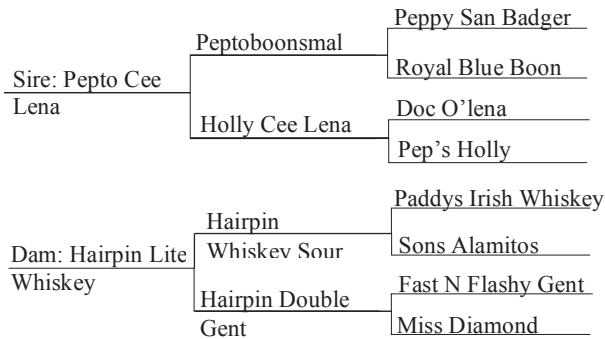 Peppy San Badger
Peptoboonsmal
Royal Blue Boon
Sire: Pepto Cee
Lena
Doc O'lena
Holly Cee Lena
Pep's Holly
Paddys Irish Whiskey
Hairpin
Whiskey Sour
Sons Alamitos
Dam: Hairpin Lite
Whiskey
Fast N Flashy Gent
Hairpin Double
Gent
Miss Diamond